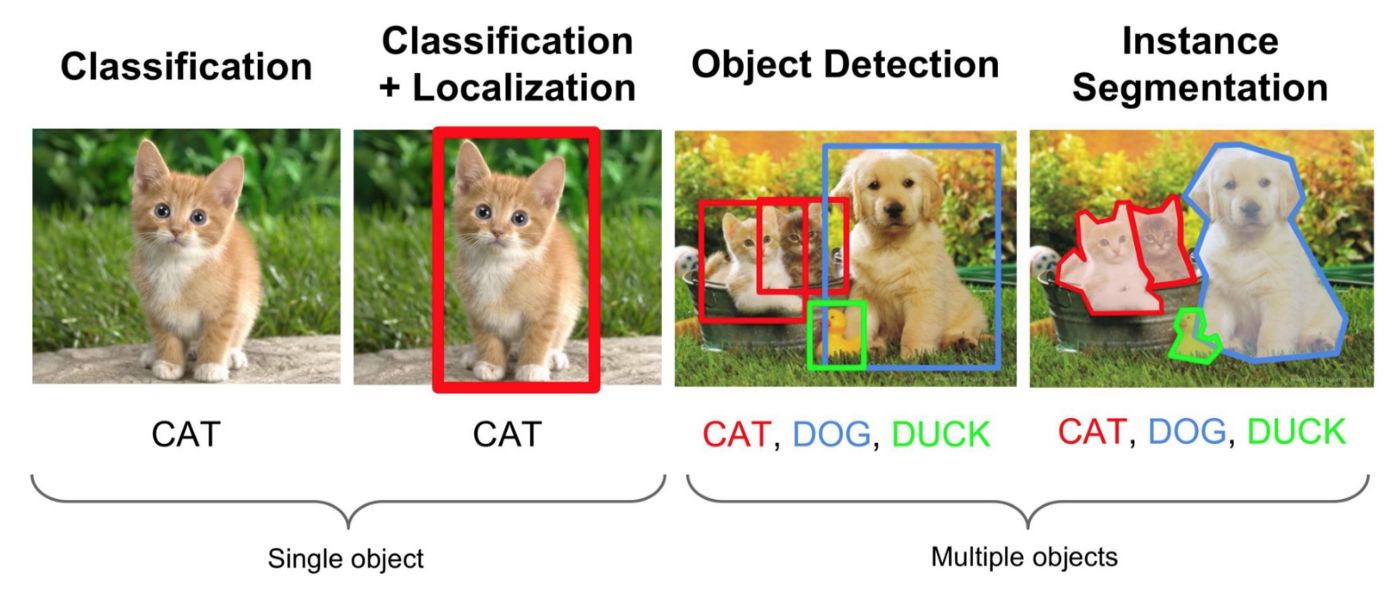 Classification
Classification
+ Localization
Object Detection
Instance
Segmentation
CAT
CAT
CAT, DOG, DUCK
CAT, DOG, DUCK
Single object
Multiple objects